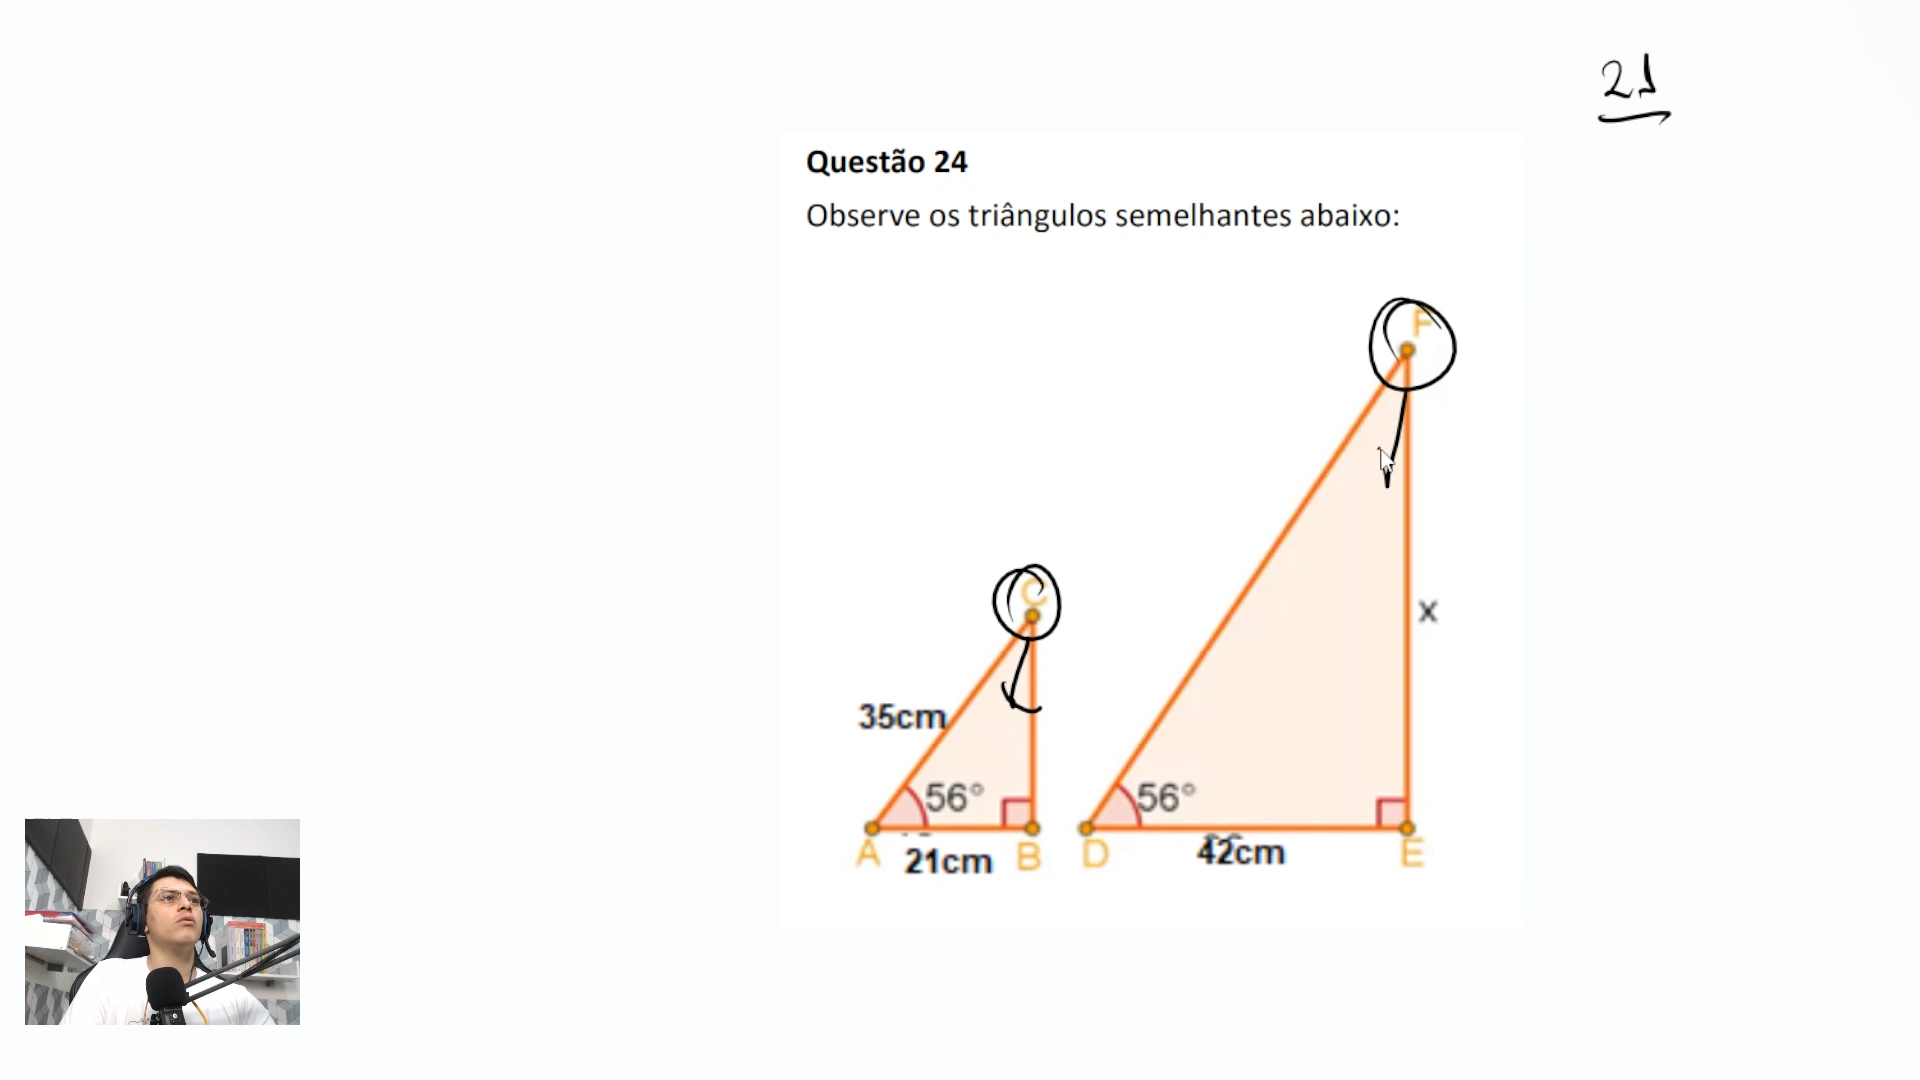 21
Questão 24
Observe os triângulos semelhantes abaixo:
F
C
x
35cm
56°
56°
A
21cm
B
D
42cm
E